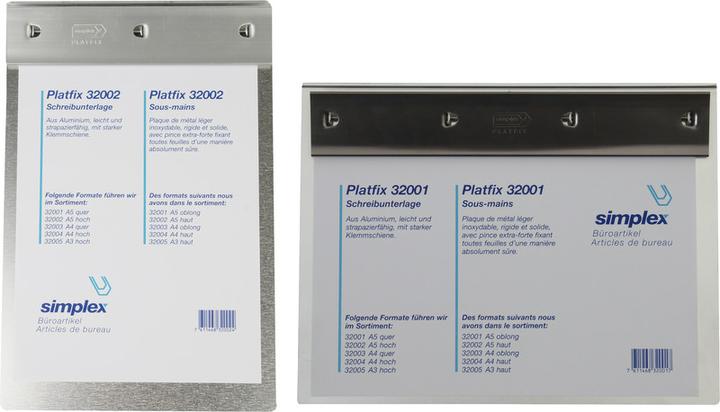 simplex
PLATFIX
Platfix 32002
Schreibunterlage
Aus Aluminium, leicht und
strapazierfähig, mit starker
Klemmschiene.
Platfix 32002
Sous-mains
Plaque de métal léger
inoxydable, rigide et solide,
avec pince extra-forte fixant
toutes feuilles d'une manière
absolument sûre.
Folgende Formate führen wir
im Sortiment:
32001 A5 quer
32002 A5 hoch
32003 A4 quer
32004 A4 hoch
32005 A3 hoch
Des formats suivants nous
avons dans le sortiment:
32001 A5 oblong
32002 A5 haut
32003 A4 oblong
32004 A4 haut
32005 A3 haut
simplex
Büroartikel
Articles de bureau
simplex
PLATFIX
Platfix 32001
Schreibunterlage
Aus Aluminium, leicht und
strapazierfähig, mit starker
Klemmschiene.
Platfix 32001
Sous-mains
Plaque de métal léger
inoxydable, rigide et solide,
avec pince extra-forte fixant
toutes feuilles d'une manière
absolument sûre.
simplex
Büroartikel
Articles de bureau
Folgende Formate führen wir
im Sortiment:
32001 A5 quer
32002 A5 hoch
32003 A4 quer
32004 A4 hoch
32005 A3 hoch
Des formats suivants nous
avons dans le sortiment:
32001 A5 oblong
32002 A5 haut
32003 A4 oblong
32004 A4 haut
32005 A3 haut